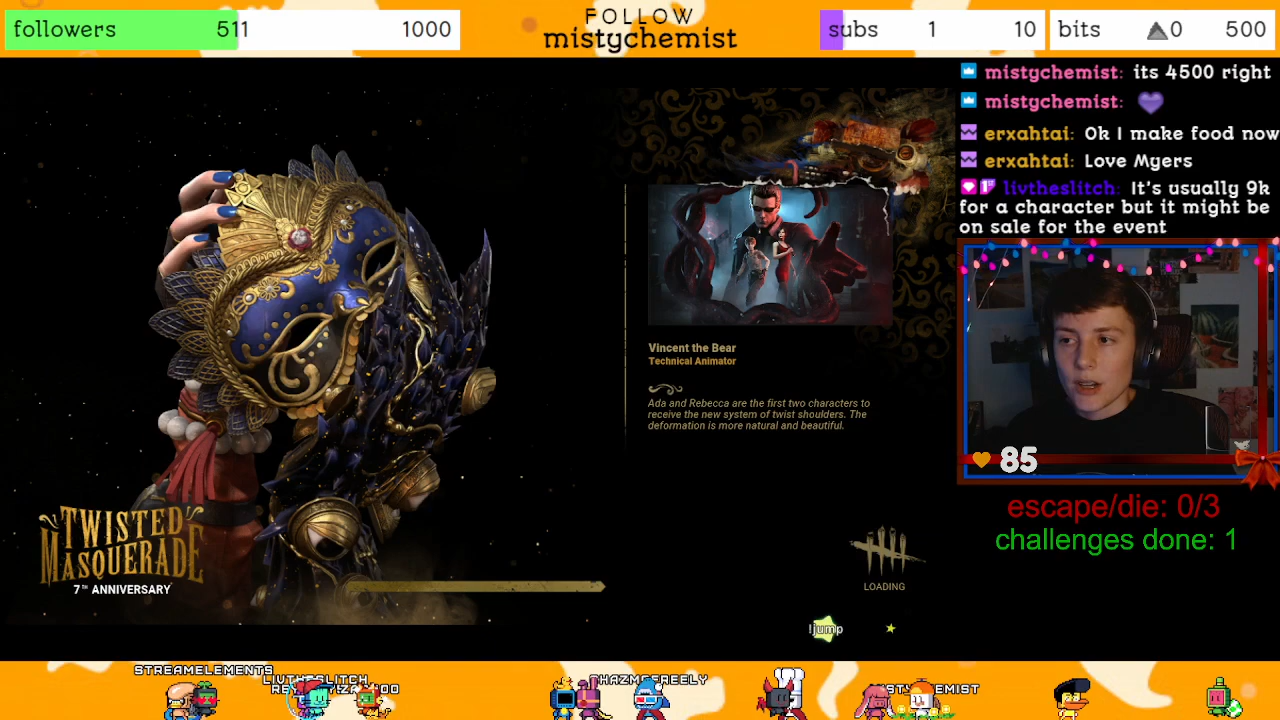 followers 511 1000
FOLLOW
mistychemist
subs 1 10
bits 0 500
mistychemist: its 4500 right
mistychemist:
erxahtai: Ok I make food now
erxahtai: Love Myers
livtheslitch: It's usually 9k
for a character but it might be
on sale for the event
Vincent the Bear
Technical Animator
Ada and Rebecca are the first two characters to
receive the new system of twist shoulders. The
deformation is more natural and beautiful.
85
escape/die: 0/3
challenges done: 1
TWISTED
MASQUERADE
7TH ANNIVERSARY
LOADING
!jump
STREAMELEMENTS
LIVTHESLITCH